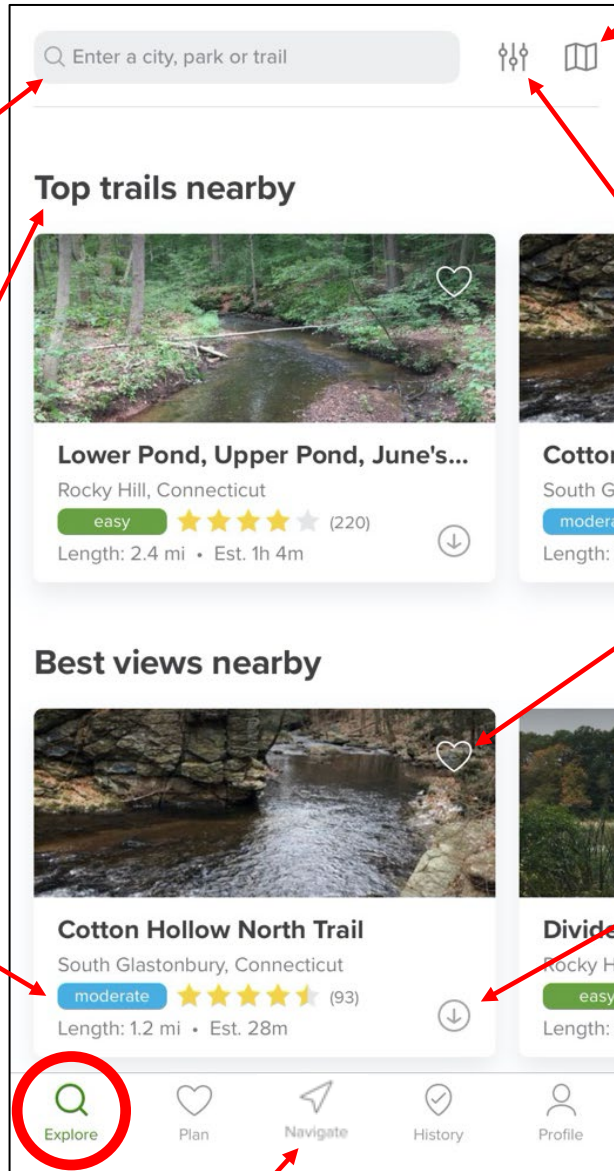 Enter a city, park or trail
Top trails nearby
Lower Pond, Upper Pond, June's...
Rocky Hill, Connecticut
easy (220)
Length: 2.4 mi • Est. 1h 4m
Cotton
South G
modera
Length:
Best views nearby
Cotton Hollow North Trail
South Glastonbury, Connecticut
moderate (93)
Length: 1.2 mi • Est. 28m
Divide
Rocky H
easy
Length:
Explore Plan Navigate History Profile